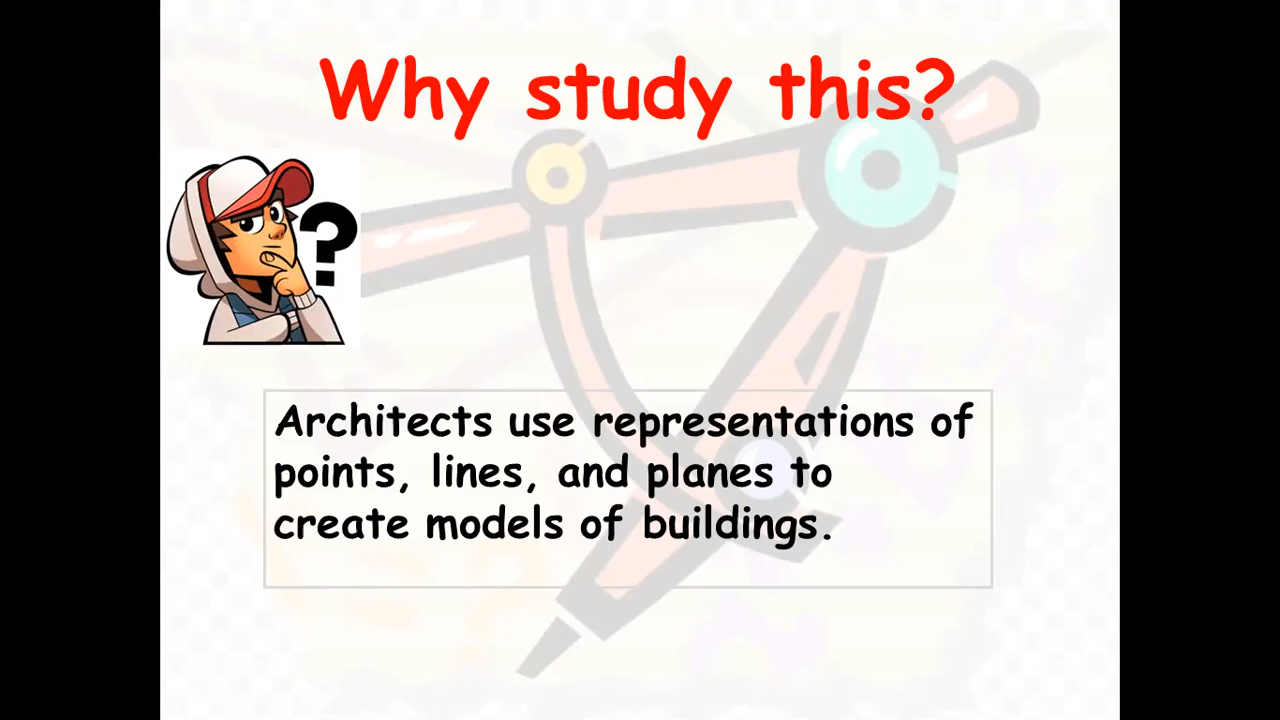 Why study this?
?
Architects use representations of
points, lines, and planes to
create models of buildings.